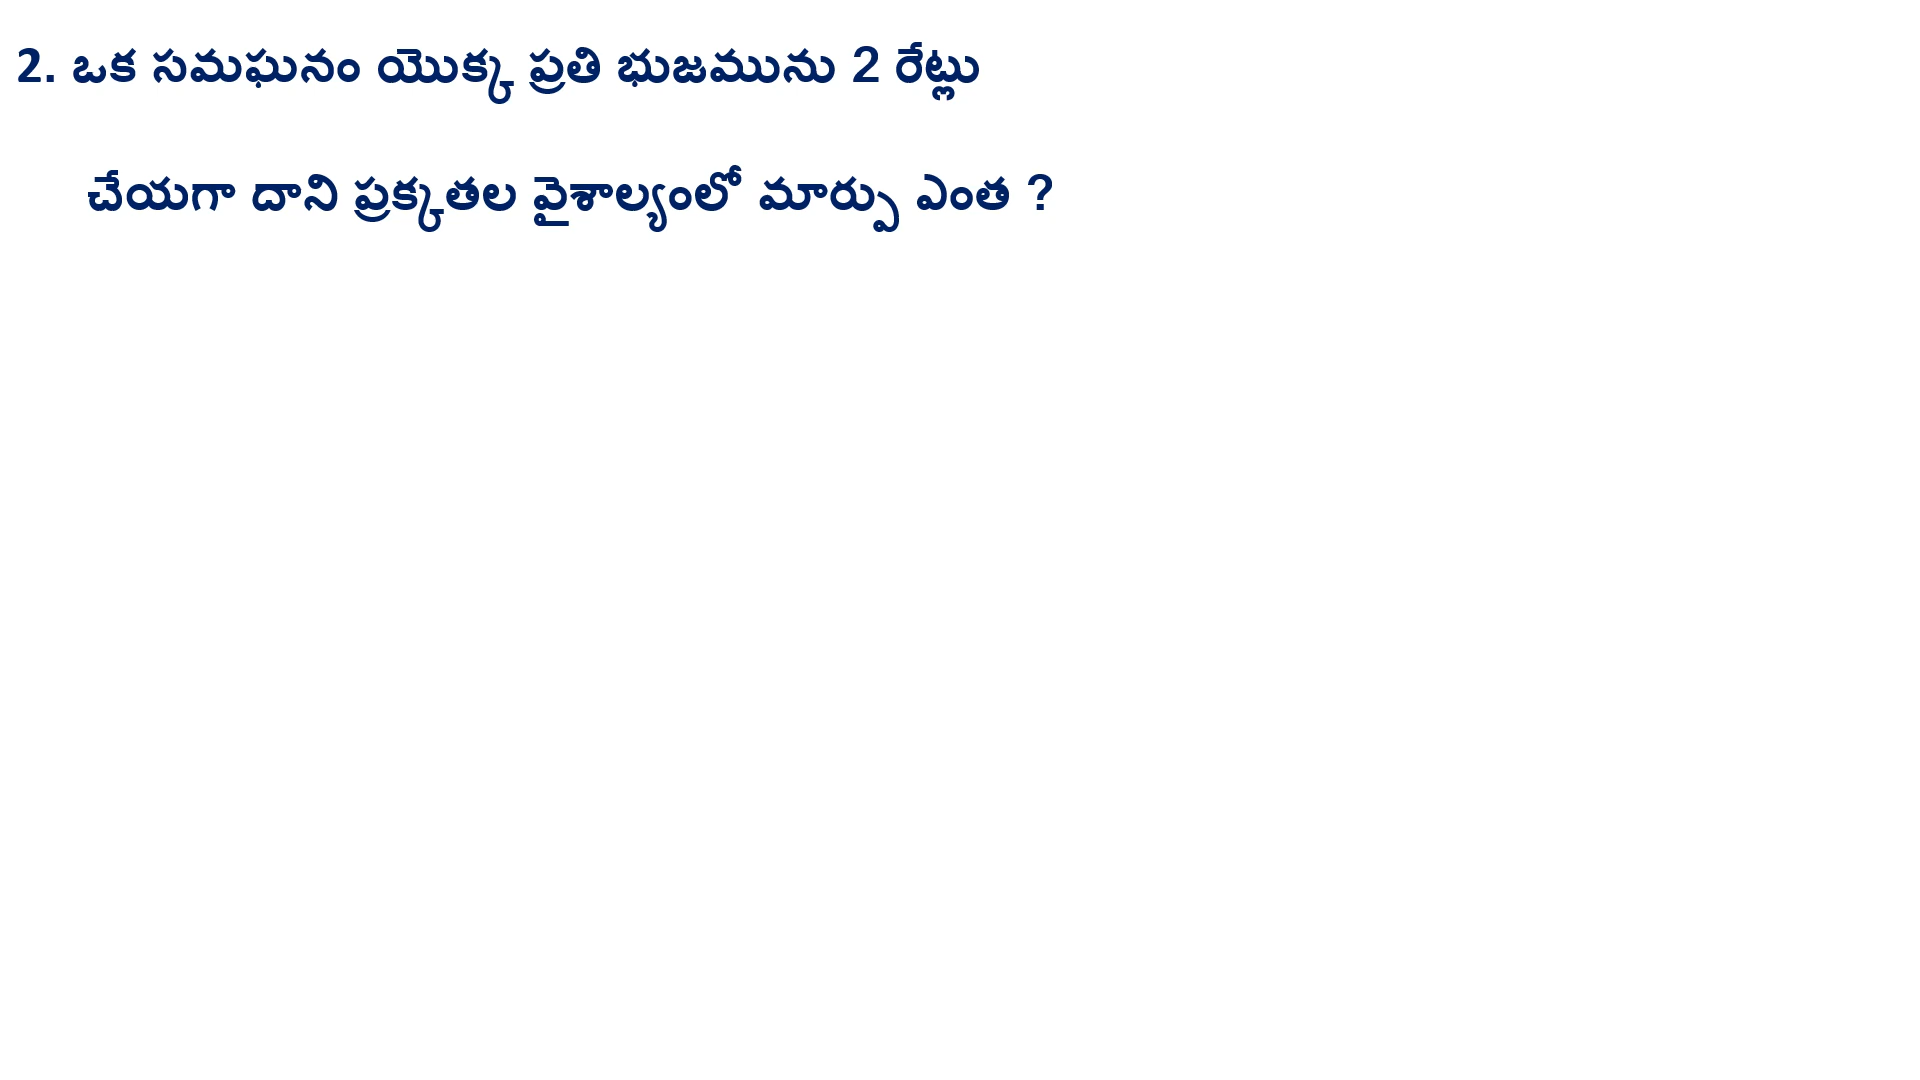 2. ఒక సమఘనం యొక్క ప్రతి భుజమును 2 రేట్లు
చేయగా దాని ప్రక్కతల వైశాల్యంలో మార్పు ఎంత ?